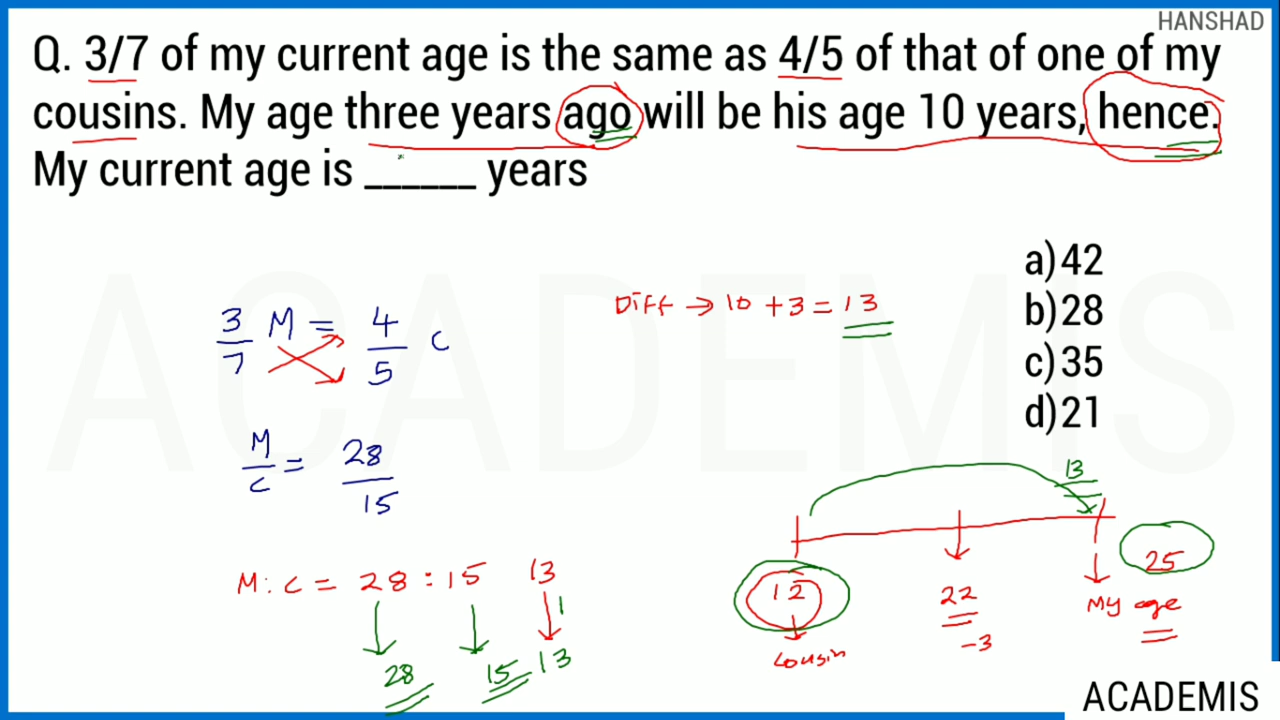 HANSHAD
Q. 3/7 of my current age is the same as 4/5 of that of one of my
cousins. My age three years ago will be his age 10 years, hence.
My current age is ______ years
a) 42
b) 28
c) 35
d) 21
3/7 M = 4/5 C
Diff → 10 + 3 = 13
M/C = 28/15
M : C = 28 : 15 13
1
28 15 13
13
12 22 25
-3
cousin My age
ACADEMIS
ACADEMIS